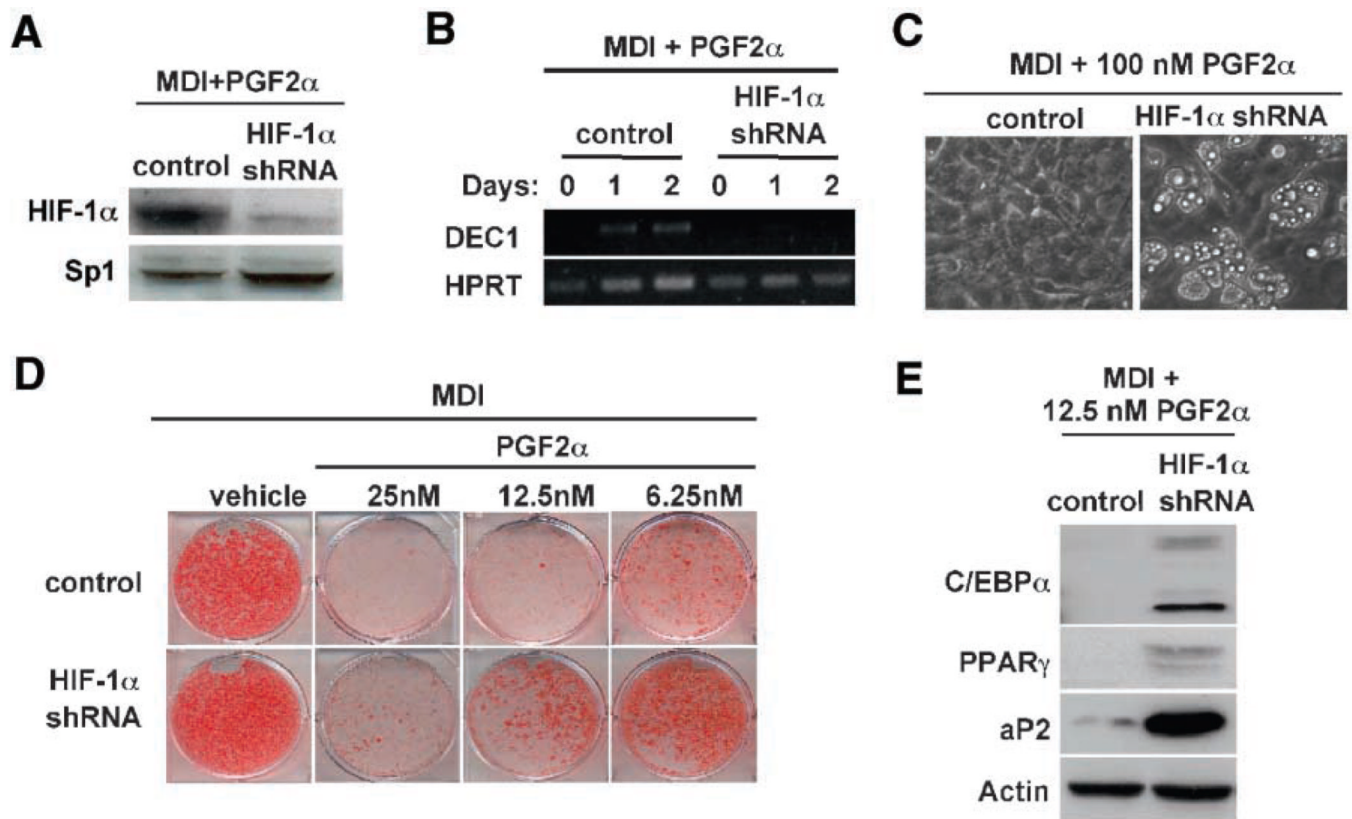 A
MDI+PGF2α
control
HIF-1α
shRNA
HIF-1α
Sp1
B
MDI + PGF2α
control
HIF-1α
shRNA
Days: 0 1 2 0 1 2
DEC1
HPRT
C
MDI + 100 nM PGF2α
control HIF-1α shRNA
D
MDI
PGF2α
vehicle 25nM 12.5nM 6.25nM
control
HIF-1α
shRNA
E
MDI +
12.5 nM PGF2α
control
HIF-1α
shRNA
C/EBPα
PPARγ
aP2
Actin